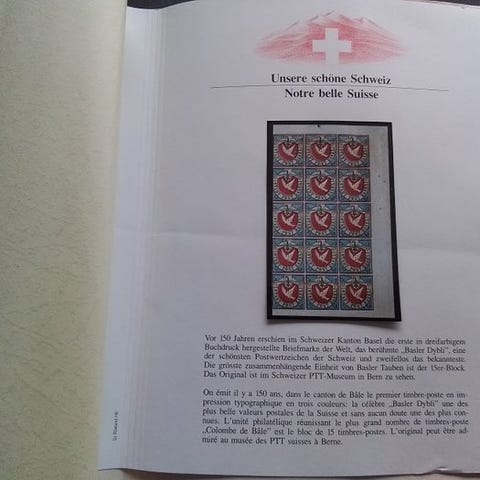 Unsere schöne Schweiz
Notre belle Suisse
Vor 150 Jahren erschien im Schweizer Kanton Basel die erste in dreifarbigem
Buchdruck hergestellte Briefmarke der Welt, das berühmte „Basler Dybli", eine
der schönsten Postwertzeichen der Schweiz und zweifellos das bekannteste.
Die grösste zusammenhängende Einheit von Basler Tauben ist der 15er-Block.
Das Original ist im Schweizer PTT-Museum in Bern zu sehen.
On émit il y a 150 ans, dans le canton de Bâle le premier timbre-poste en im-
pression typographique en trois couleurs: la célèbre „Basler Dybli" une des
plus belle valeurs postales de la Suisse et sans aucun doute une des plus con-
nues. L'unité philatélique réunissant le plus grand nombre de timbres-poste
„Colombe de Bâle" est le bloc de 15 timbres-postes. L'original peut être ad-
miré au musée des PTT suisses à Berne.